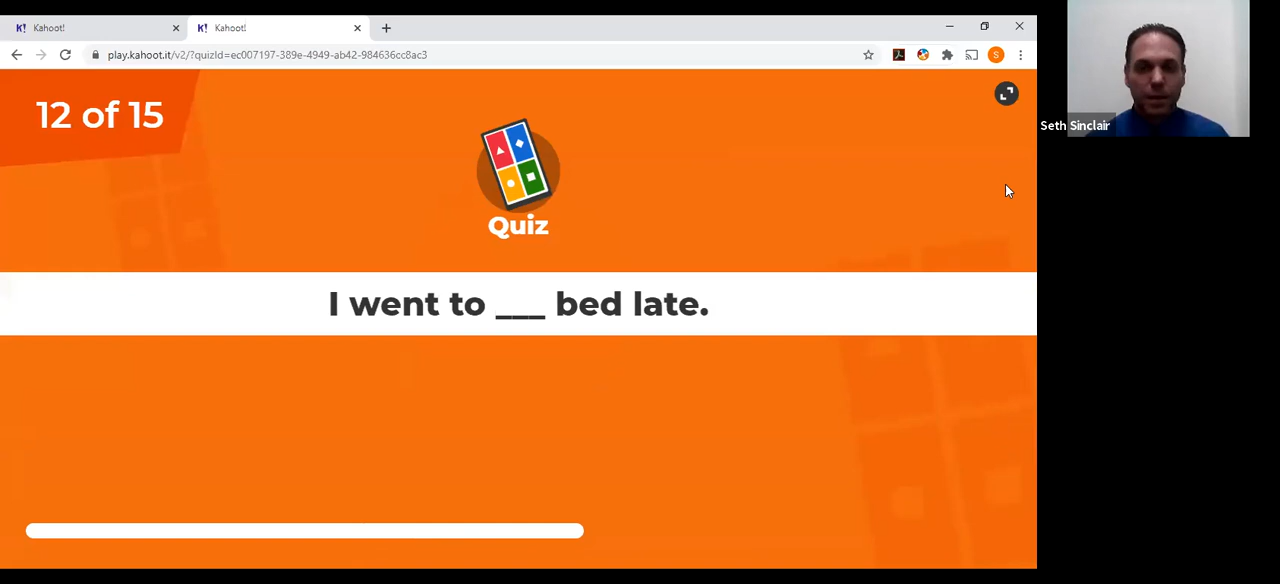 K! Kahoot!
K! Kahoot!
play.kahoot.it/v2/?quizId=ec007197-389e-4949-ab42-984636cc8ac3
S
12 of 15
Seth Sinclair
Quiz
I went to ___ bed late.